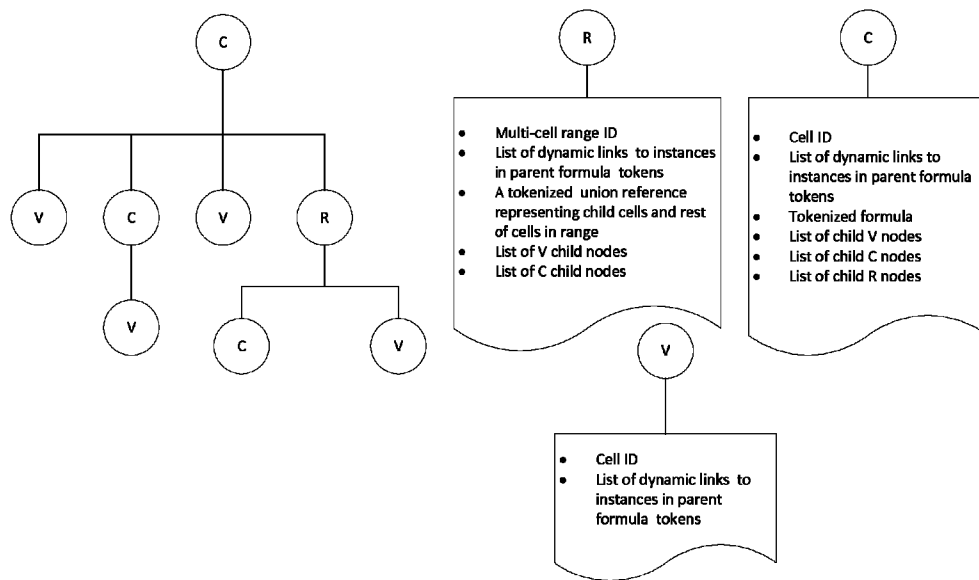 C
V
C
V
R
V
C
V
R
• Multi-cell range ID
• List of dynamic links to instances
in parent formula tokens
• A tokenized union reference
representing child cells and rest
of cells in range
• List of V child nodes
• List of C child nodes
C
• Cell ID
• List of dynamic links to
instances in parent formula
tokens
• Tokenized formula
• List of child V nodes
• List of child C nodes
• List of child R nodes
V
• Cell ID
• List of dynamic links to
instances in parent
formula tokens